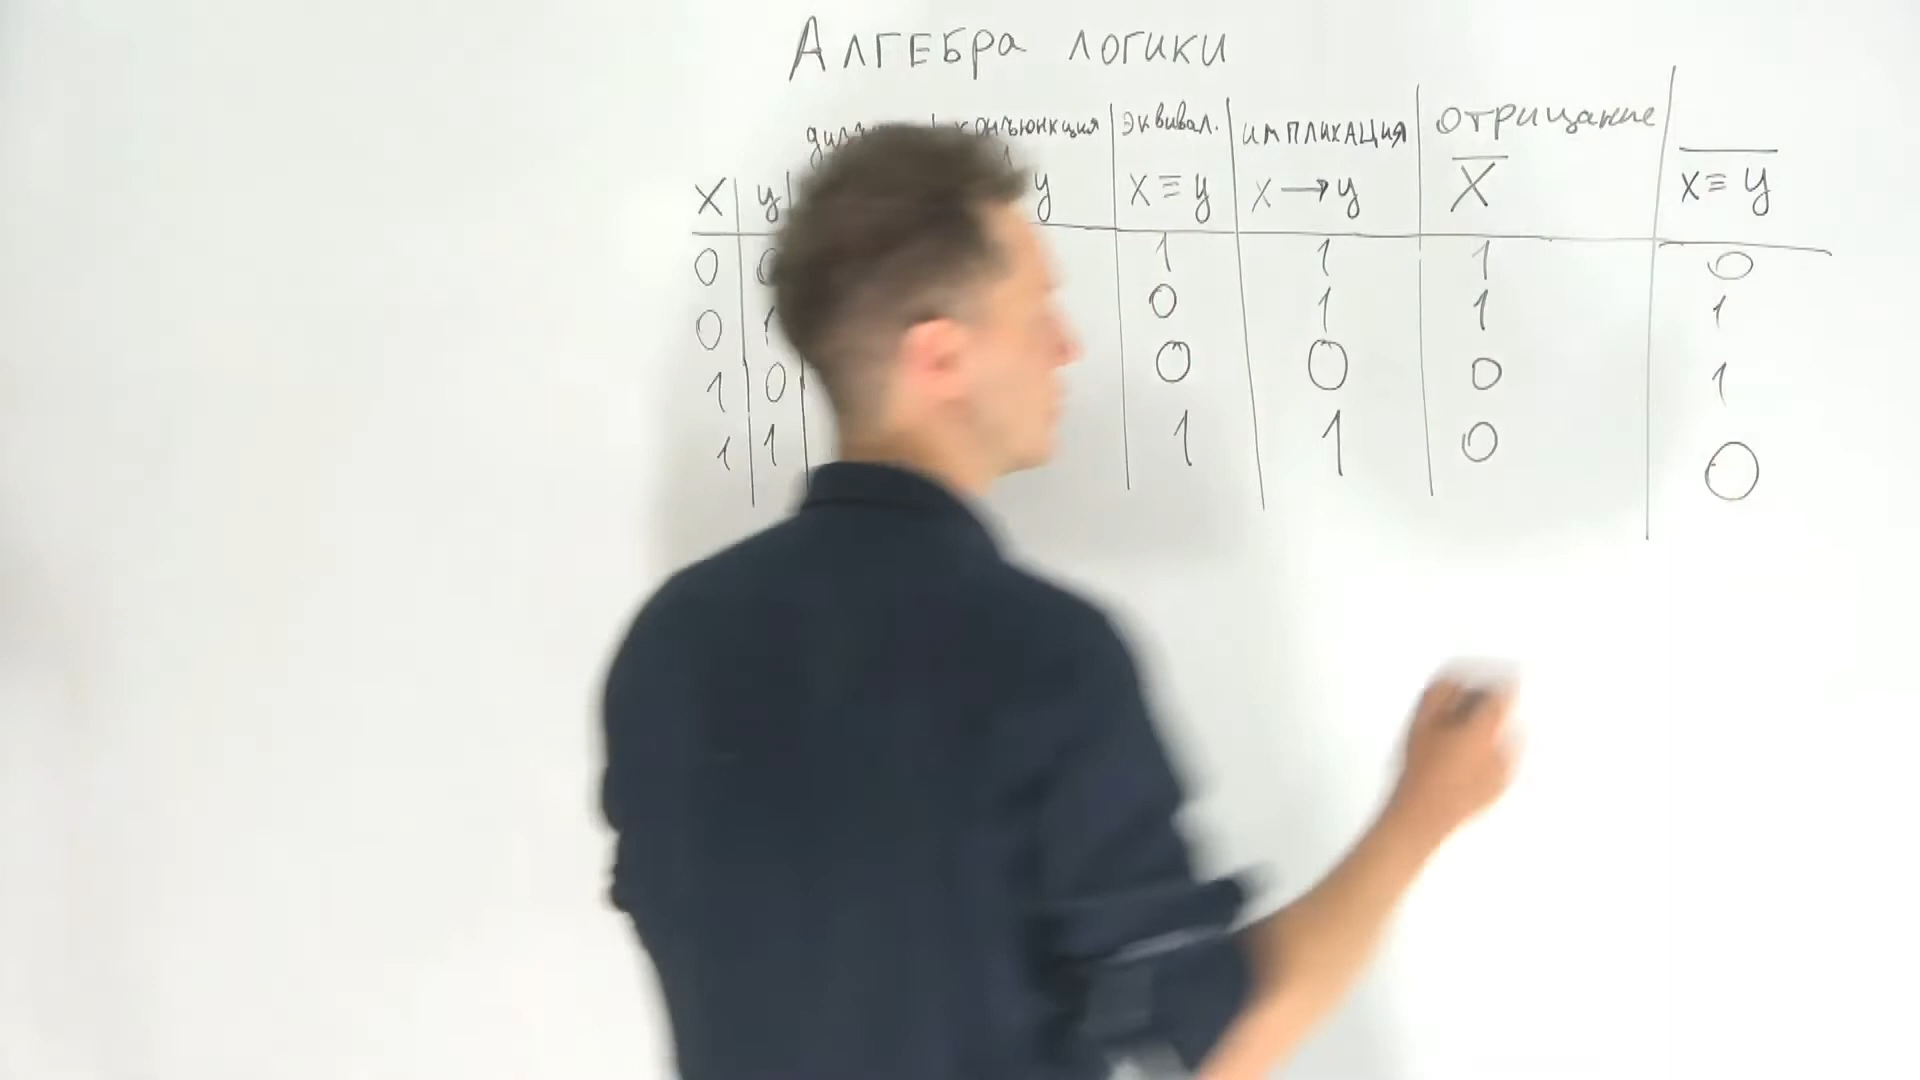 Алгебра логики
конъюнкция эквивал. импликация отрицание
x y y x ≡ y x → y x̅ x̅ ̅≡̅ ̅y̅
0 0 1 1 1 0
0 1 0 1 1 1
1 0 0 0 0 1
1 1 1 1 0 0